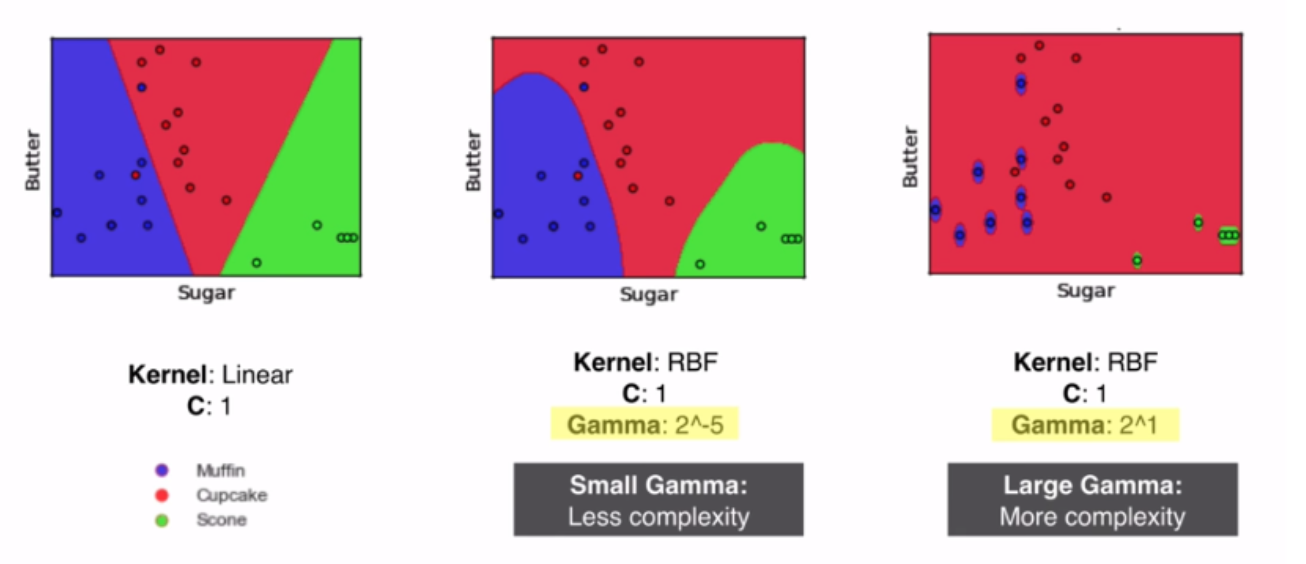 Butter
Sugar
Kernel: Linear
C: 1
Muffin
Cupcake
Scone
Butter
Sugar
Kernel: RBF
C: 1
Gamma: 2^-5
Small Gamma:
Less complexity
Butter
Sugar
Kernel: RBF
C: 1
Gamma: 2^1
Large Gamma:
More complexity